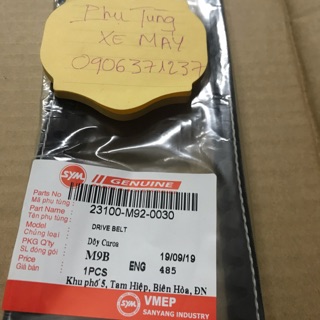 Phụ Tùng
XE MÁY
0906371237
SYM GENUINE
Parts No
Mã phụ tùng : 23100-M92-0030
Part Name
Tên phụ tùng : DRIVE BELT
Model
Chủng loại : Dây Curoa
PKG Q'ty M9B 19/09/19
SL đóng gói 1PCS ENG 485
Price
Giá bán
Khu phố 5, Tam Hiệp, Biên Hòa, ĐN
SYM VMEP
SANYANG INDUSTRY